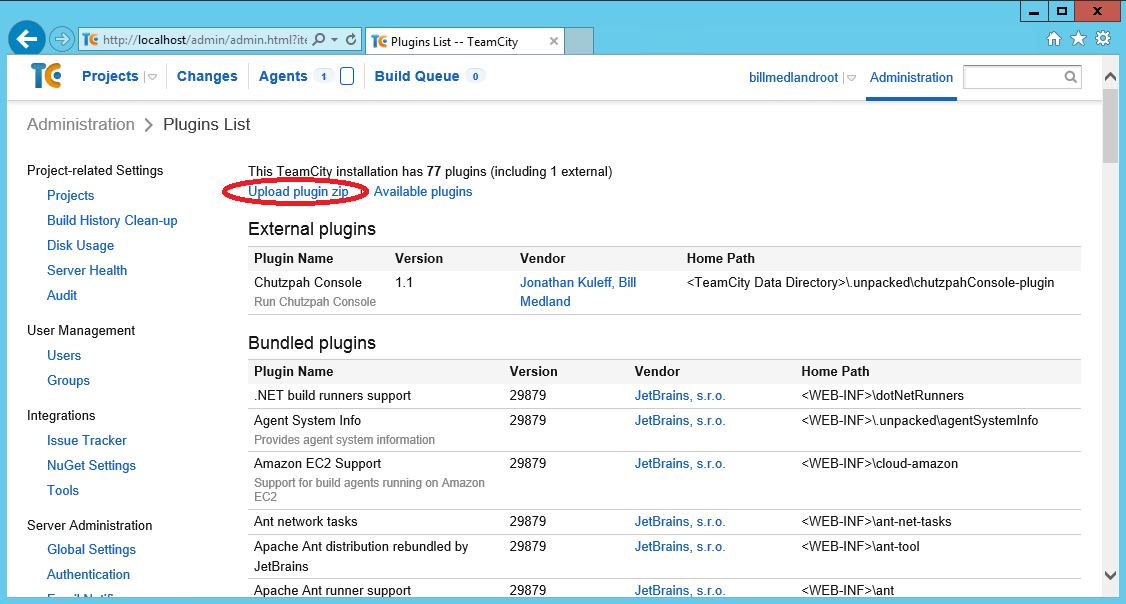 http://localhost/admin/admin.html?ite
TC Plugins List -- TeamCity
TC Projects Changes Agents 1 Build Queue 0 billmedlandroot Administration
Administration > Plugins List
Project-related Settings
Projects
Build History Clean-up
Disk Usage
Server Health
Audit
User Management
Users
Groups
Integrations
Issue Tracker
NuGet Settings
Tools
Server Administration
Global Settings
Authentication
This TeamCity installation has 77 plugins (including 1 external)
Upload plugin zip Available plugins
External plugins
Plugin Name Version Vendor Home Path
Chutzpah Console 1.1 Jonathan Kuleff, Bill <TeamCity Data Directory>\.unpacked\chutzpahConsole-plugin
Run Chutzpah Console Medland
Bundled plugins
Plugin Name Version Vendor Home Path
.NET build runners support 29879 JetBrains, s.r.o. <WEB-INF>\dotNetRunners
Agent System Info 29879 JetBrains, s.r.o. <WEB-INF>\.unpacked\agentSystemInfo
Provides agent system information
Amazon EC2 Support 29879 JetBrains, s.r.o. <WEB-INF>\cloud-amazon
Support for build agents running on Amazon
EC2
Ant network tasks 29879 JetBrains, s.r.o. <WEB-INF>\ant-net-tasks
Apache Ant distribution rebundled by 29879 JetBrains, s.r.o. <WEB-INF>\ant-tool
JetBrains
Apache Ant runner support 29879 JetBrains, s.r.o. <WEB-INF>\ant